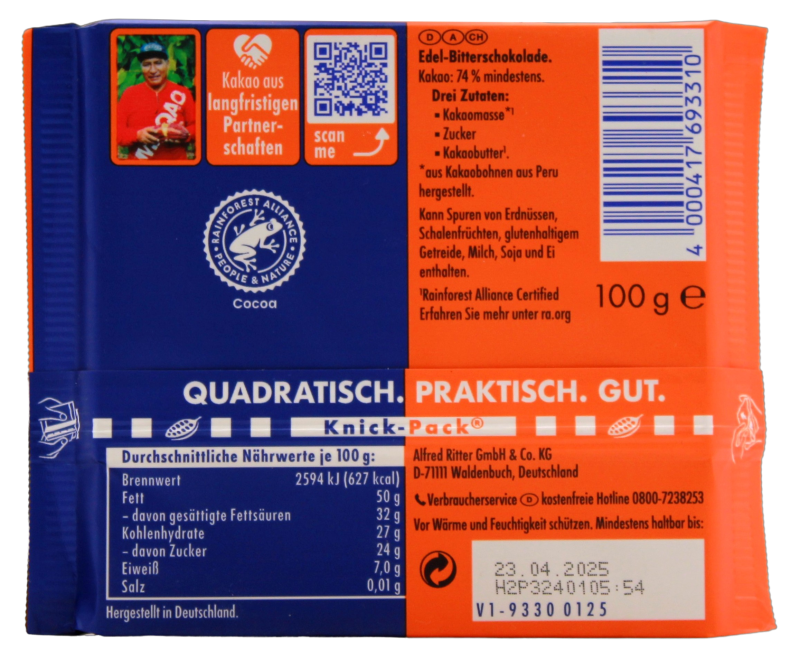 Kakao aus
langfristigen
Partner-
schaften
scan
me
RAINFOREST ALLIANCE
PEOPLE & NATURE
Cocoa
D A CH
Edel-Bitterschokolade.
Kakao: 74 % mindestens.
Drei Zutaten:
▪ Kakaomasse*¹
▪ Zucker
▪ Kakaobutter¹.
*aus Kakaobohnen aus Peru
hergestellt.
Kann Spuren von Erdnüssen,
Schalenfrüchten, glutenhaltigem
Getreide, Milch, Soja und Ei
enthalten.
¹Rainforest Alliance Certified
Erfahren Sie mehr unter ra.org
4 000417 693310
100 g ℮
QUADRATISCH. PRAKTISCH. GUT.
Knick-Pack®
Durchschnittliche Nährwerte je 100 g:
Brennwert 2594 kJ (627 kcal)
Fett 50 g
– davon gesättigte Fettsäuren 32 g
Kohlenhydrate 27 g
– davon Zucker 24 g
Eiweiß 7,0 g
Salz 0,01 g
Hergestellt in Deutschland.
Alfred Ritter GmbH & Co. KG
D-71111 Waldenbuch, Deutschland
Verbraucherservice D kostenfreie Hotline 0800-7238253
Vor Wärme und Feuchtigkeit schützen. Mindestens haltbar bis:
23.04.2025
H2P3240105:54
V1-9330 0125